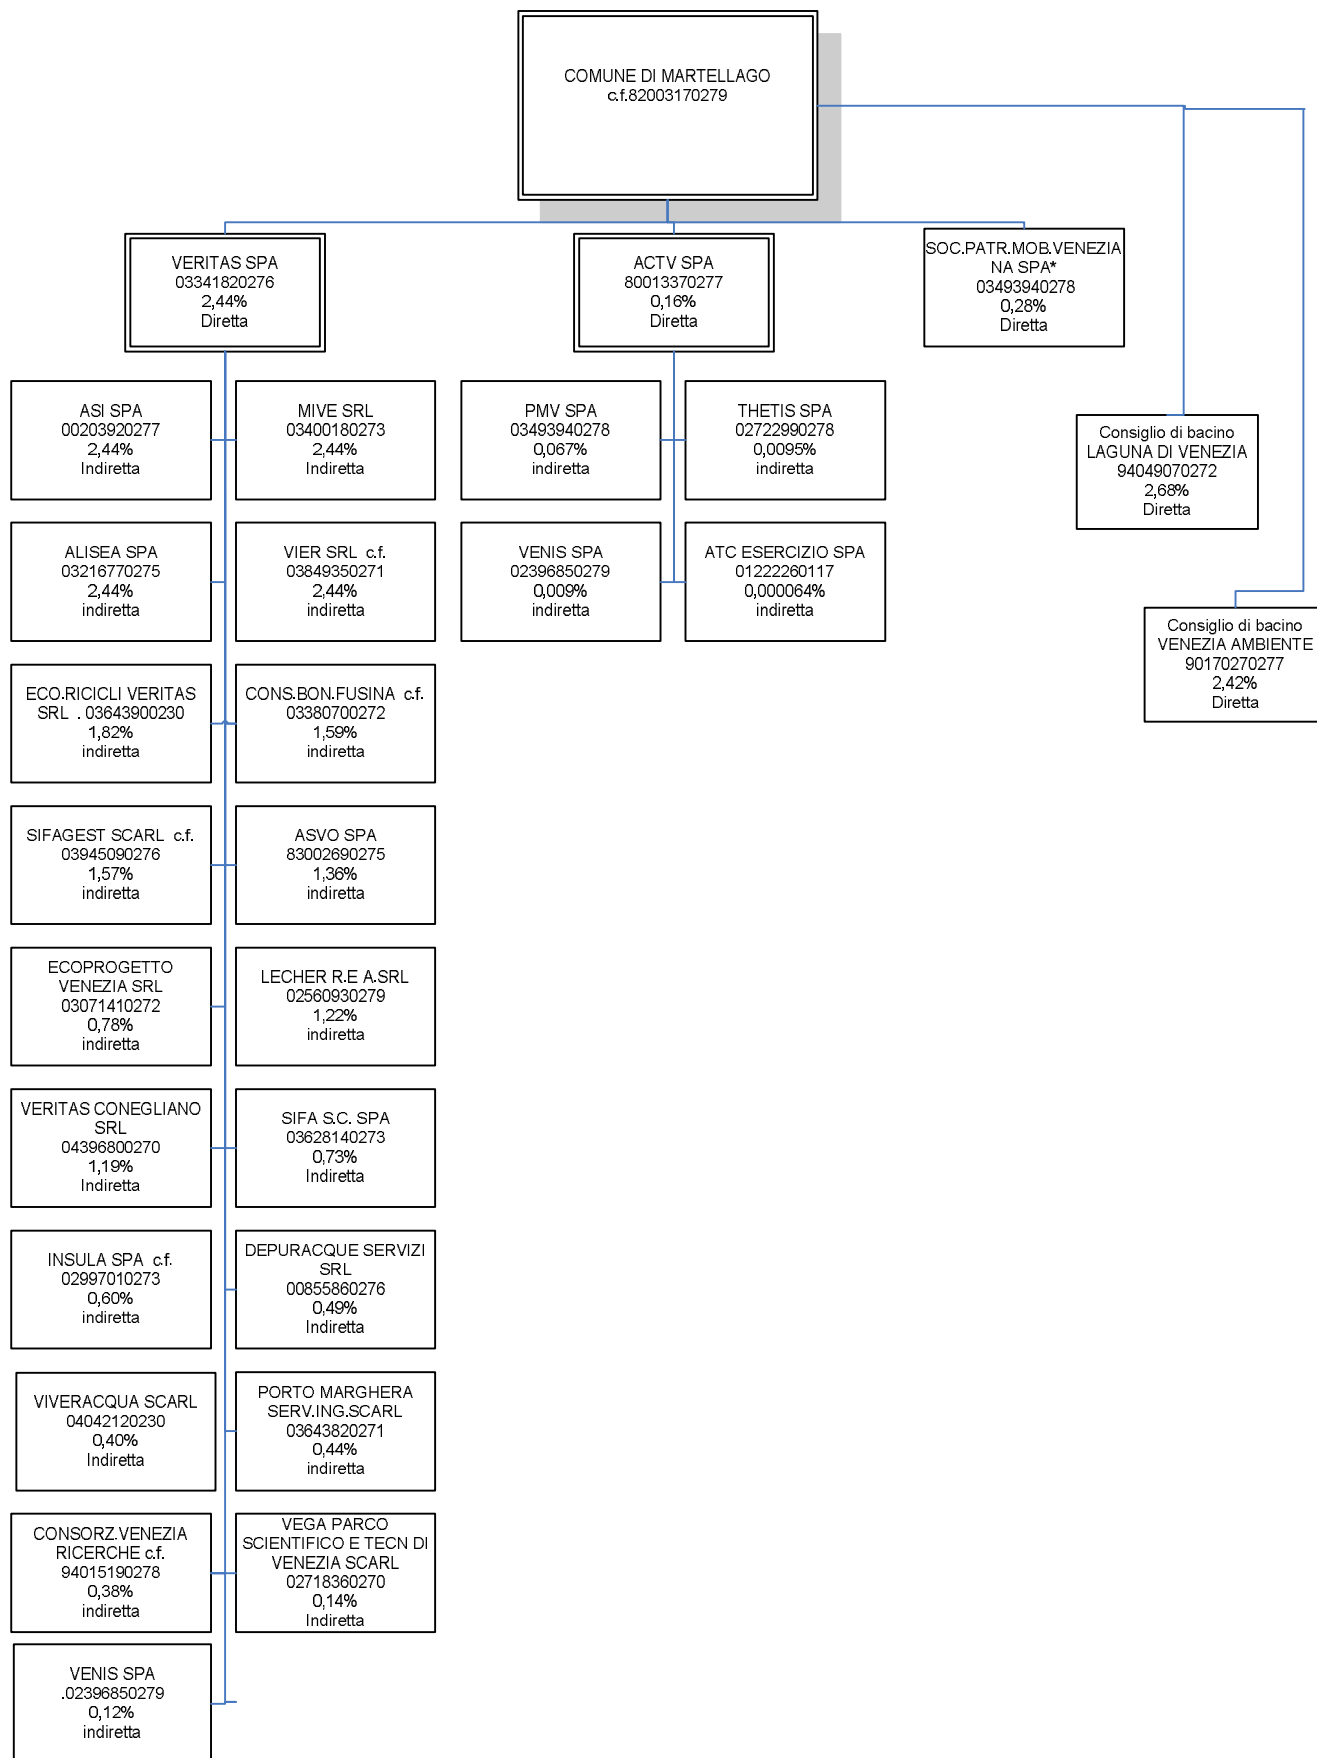 COMUNE DI MARTELLAGO
c.f.82003170279
VERITAS SPA
03341820276
2,44%
Diretta
ACTV SPA
80013370277
0,16%
Diretta
SOC.PATR.MOB.VENEZIA
NA SPA*
03493940278
0,28%
Diretta
ASI SPA
00203920277
2,44%
Indiretta
MIVE SRL
03400180273
2,44%
Indiretta
PMV SPA
03493940278
0,067%
indiretta
THETIS SPA
02722990278
0,0095%
indiretta
Consiglio di bacino
LAGUNA DI VENEZIA
94049070272
2,68%
Diretta
ALISEA SPA
03216770275
2,44%
indiretta
VIER SRL c.f.
03849350271
2,44%
indiretta
VENIS SPA
02396850279
0,009%
indiretta
ATC ESERCIZIO SPA
01222260117
0,000064%
indiretta
Consiglio di bacino
VENEZIA AMBIENTE
90170270277
2,42%
Diretta
ECO.RICICLI VERITAS
SRL . 03643900230
1,82%
indiretta
CONS.BON.FUSINA c.f.
03380700272
1,59%
indiretta
SIFAGEST SCARL c.f.
03945090276
1,57%
indiretta
ASVO SPA
83002690275
1,36%
indiretta
ECOPROGETTO
VENEZIA SRL
03071410272
0,78%
indiretta
LECHER R.E A.SRL
02560930279
1,22%
indiretta
VERITAS CONEGLIANO
SRL
04396800270
1,19%
Indiretta
SIFA S.C. SPA
03628140273
0,73%
Indiretta
INSULA SPA c.f.
02997010273
0,60%
indiretta
DEPURACQUE SERVIZI
SRL
00855860276
0,49%
Indiretta
VIVERACQUA SCARL
04042120230
0,40%
Indiretta
PORTO MARGHERA
SERV.ING.SCARL
03643820271
0,44%
indiretta
CONSORZ.VENEZIA
RICERCHE c.f.
94015190278
0,38%
indiretta
VEGA PARCO
SCIENTIFICO E TECN DI
VENEZIA SCARL
02718360270
0,14%
Indiretta
VENIS SPA
.02396850279
0,12%
indiretta